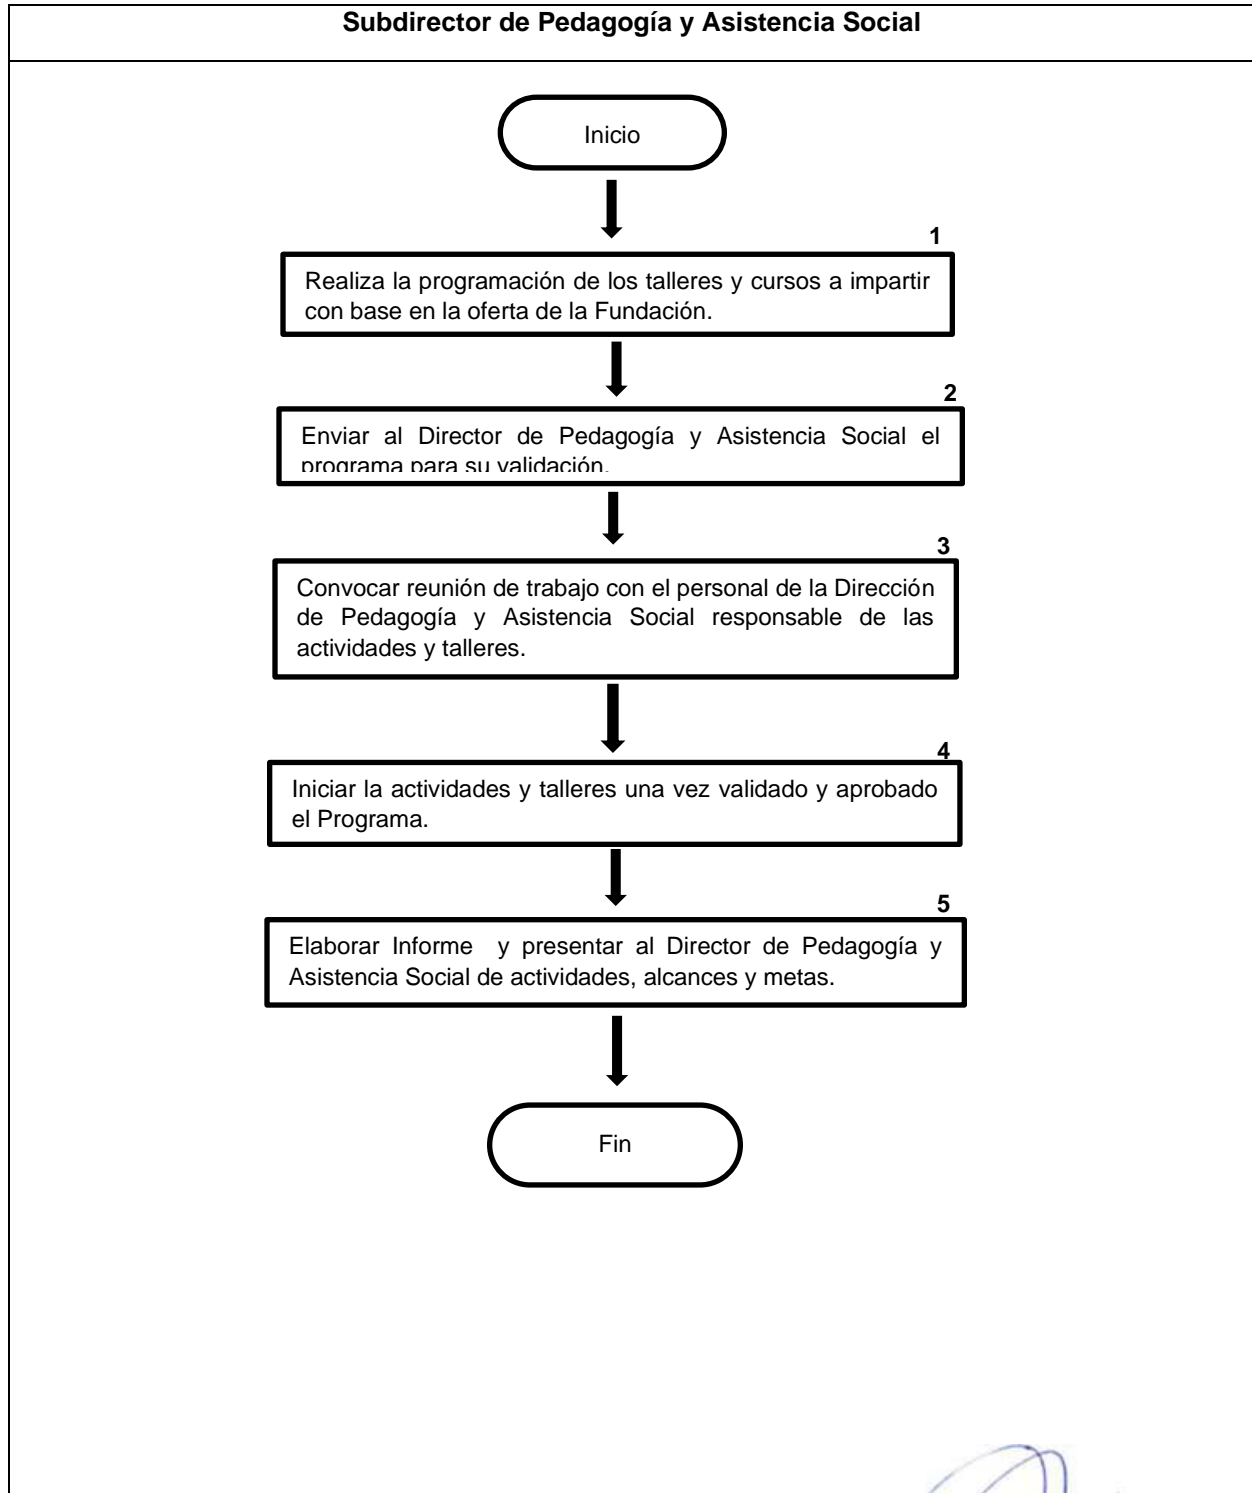 Subdirector de Pedagogía y Asistencia Social
Inicio
1
Realiza la programación de los talleres y cursos a impartir
con base en la oferta de la Fundación.
2
Enviar al Director de Pedagogía y Asistencia Social el
programa para su validación.
3
Convocar reunión de trabajo con el personal de la Dirección
de Pedagogía y Asistencia Social responsable de las
actividades y talleres.
4
Iniciar la actividades y talleres una vez validado y aprobado
el Programa.
5
Elaborar Informe y presentar al Director de Pedagogía y
Asistencia Social de actividades, alcances y metas.
Fin